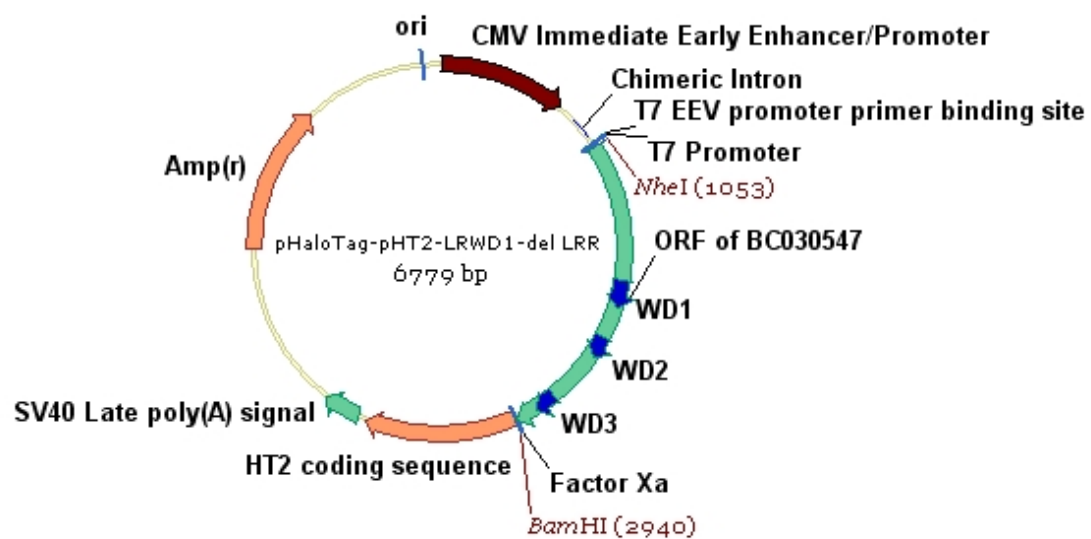 ori
CMV Immediate Early Enhancer/Promoter
Chimeric Intron
T7 EEV promoter primer binding site
T7 Promoter
NheI (1053)
Amp(r)
ORF of BC030547
pHaloTag-pHT2-LRWD1-del LRR
6779 bp
WD1
WD2
SV40 Late poly(A) signal
WD3
HT2 coding sequence
Factor Xa
BamHI (2940)